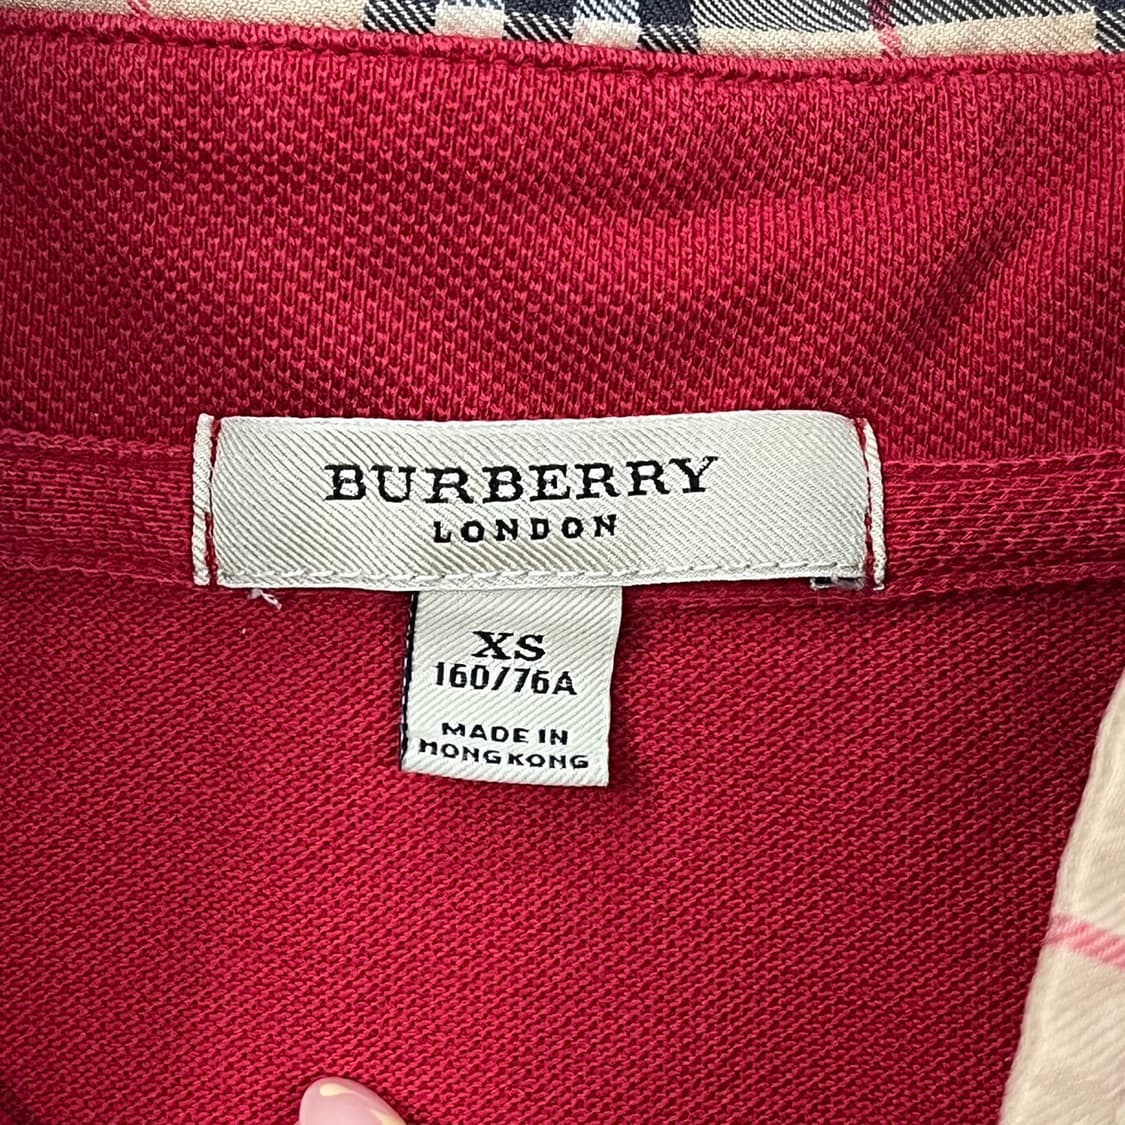 BURBERRY
LONDON
XS
160/76A
MADE IN
HONG KONG